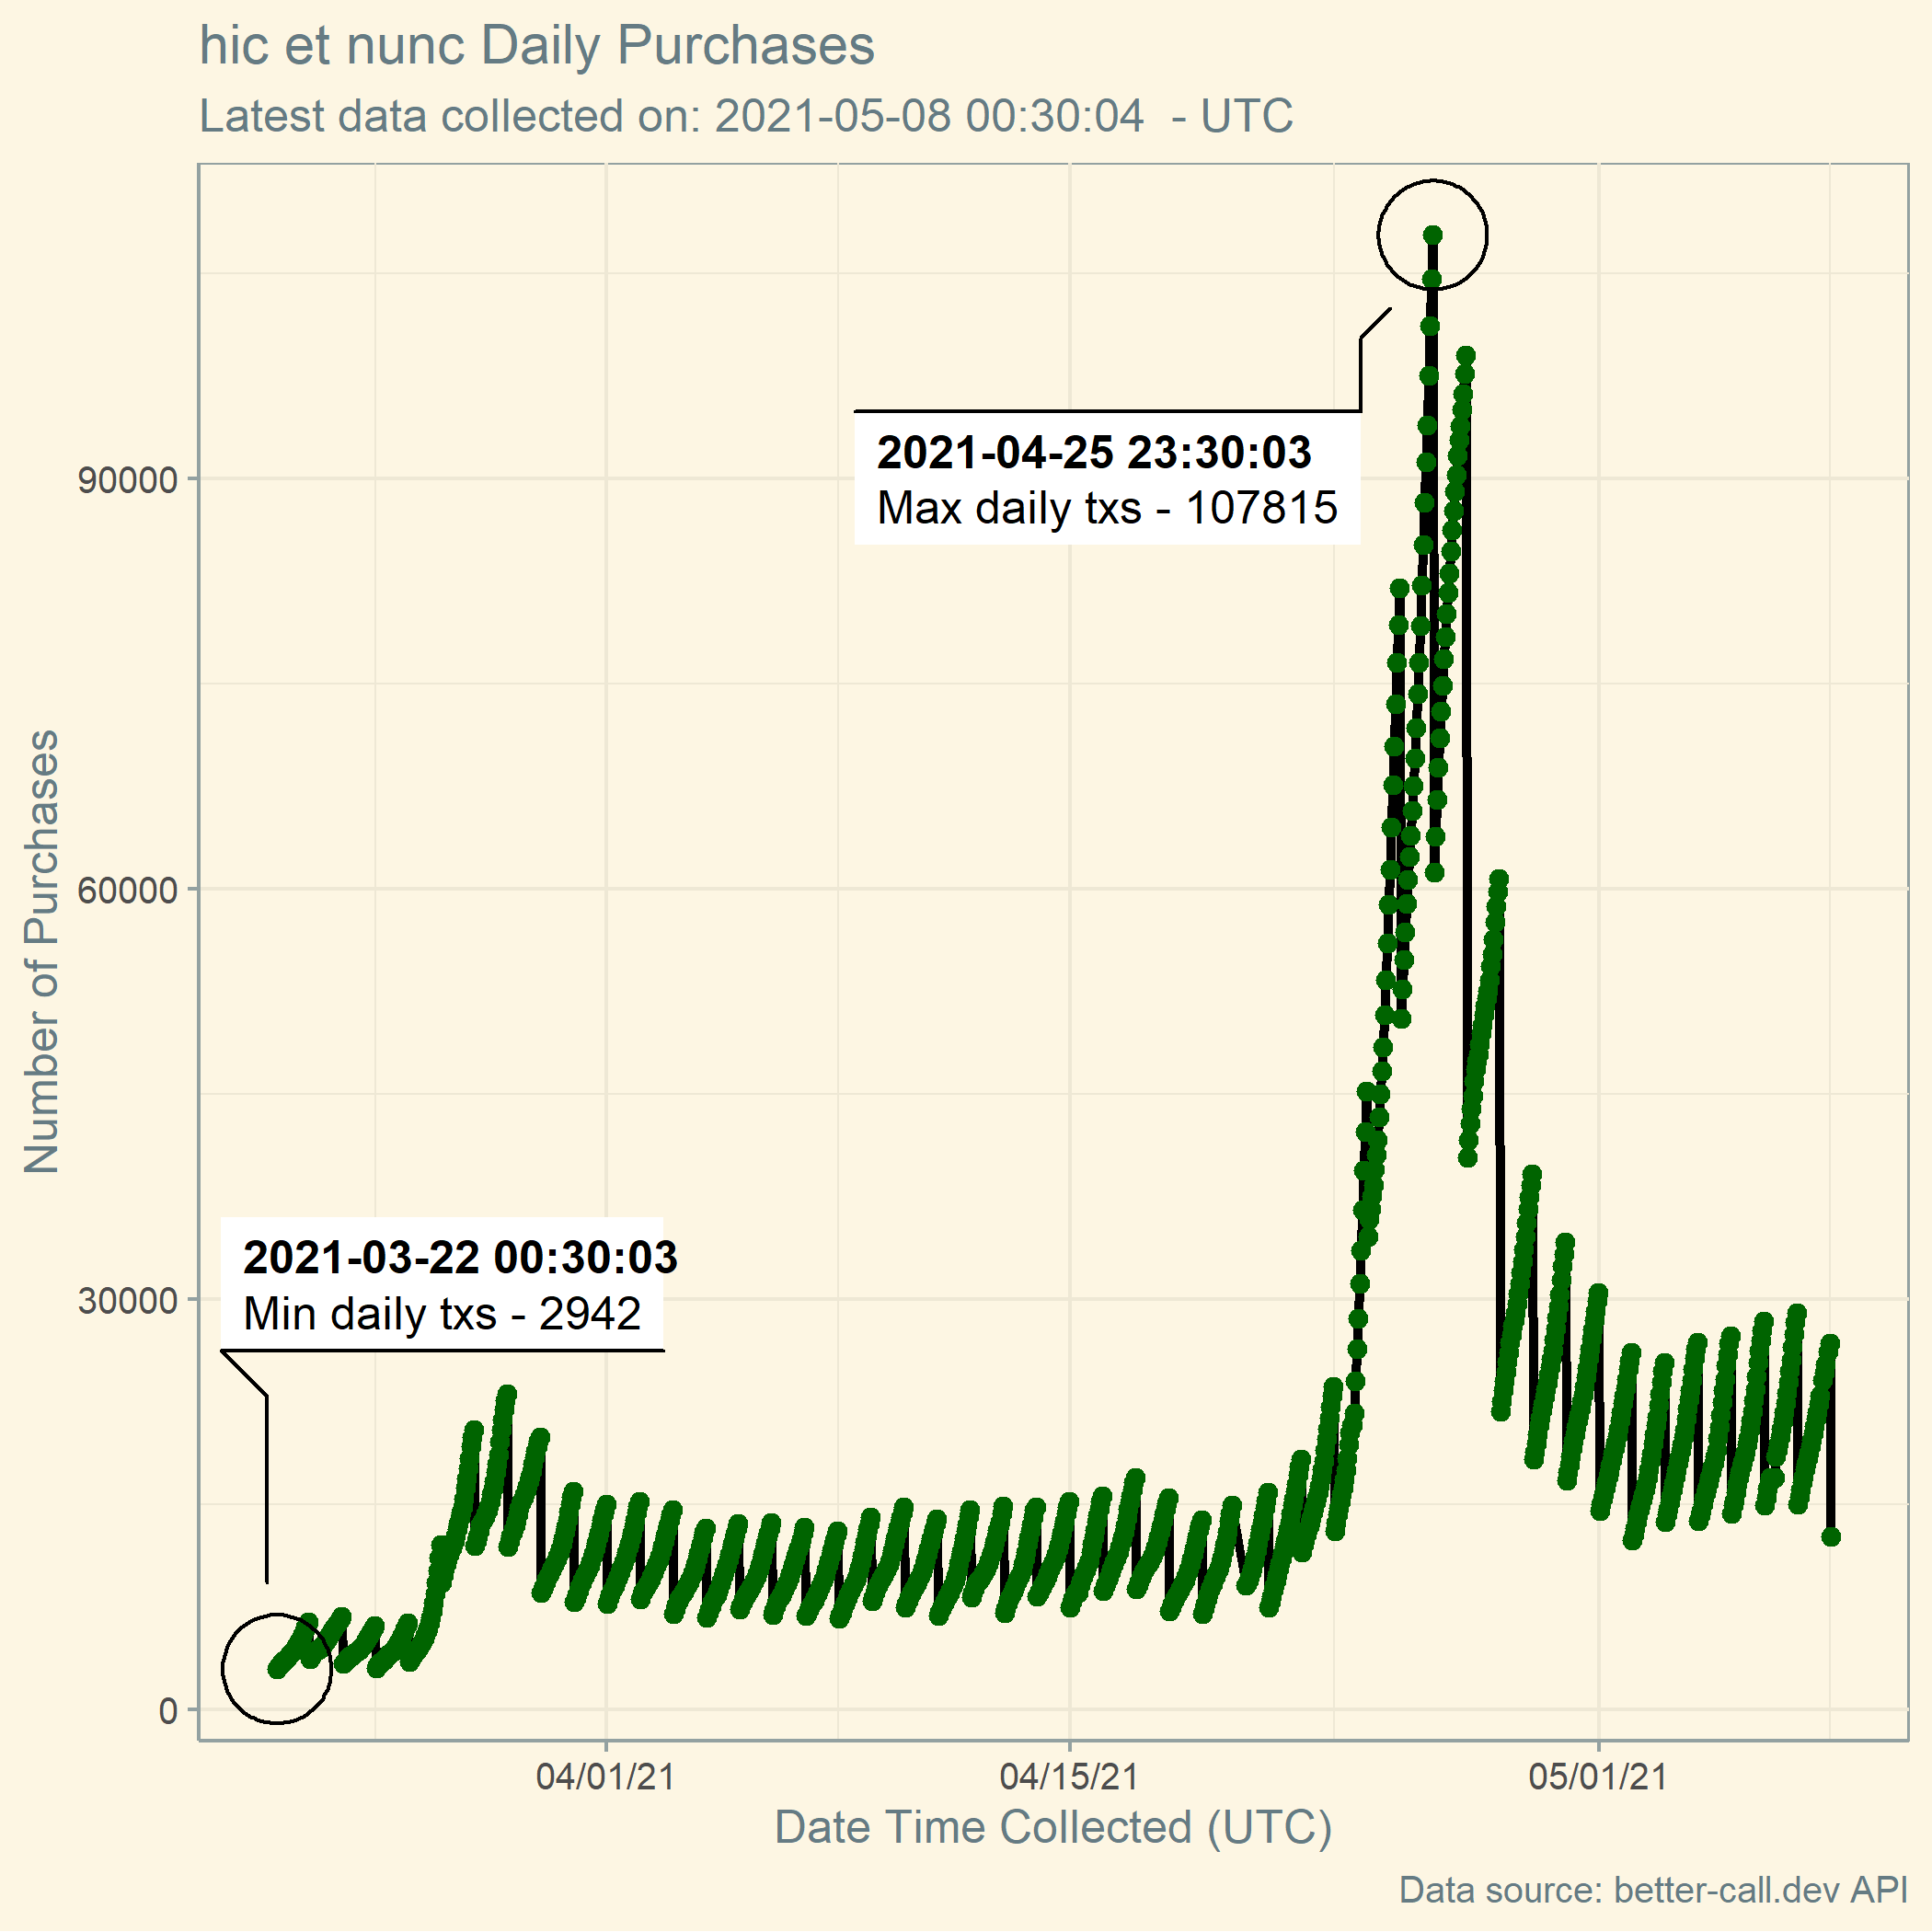 hic et nunc Daily Purchases
Latest data collected on: 2021-05-08 00:30:04  - UTC
Number of Purchases
90000
60000
30000
0
2021-04-25 23:30:03
Max daily txs - 107815
2021-03-22 00:30:03
Min daily txs - 2942
04/01/21
04/15/21
05/01/21
Date Time Collected (UTC)
Data source: better-call.dev API